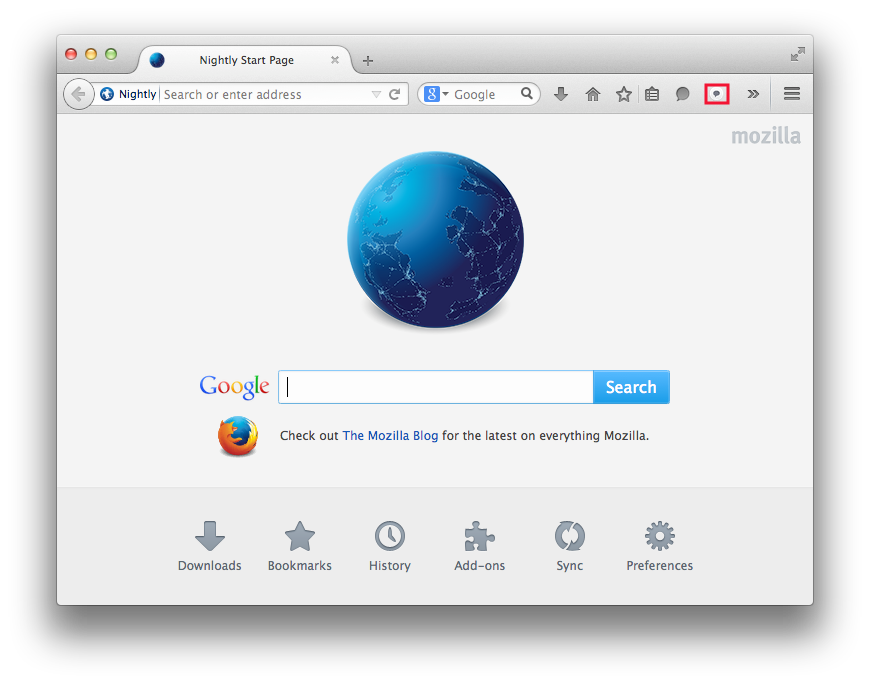 Nightly Start Page
Nightly Search or enter address
8 Google
mozilla
Google
Search
Check out The Mozilla Blog for the latest on everything Mozilla.
Downloads Bookmarks History Add-ons Sync Preferences